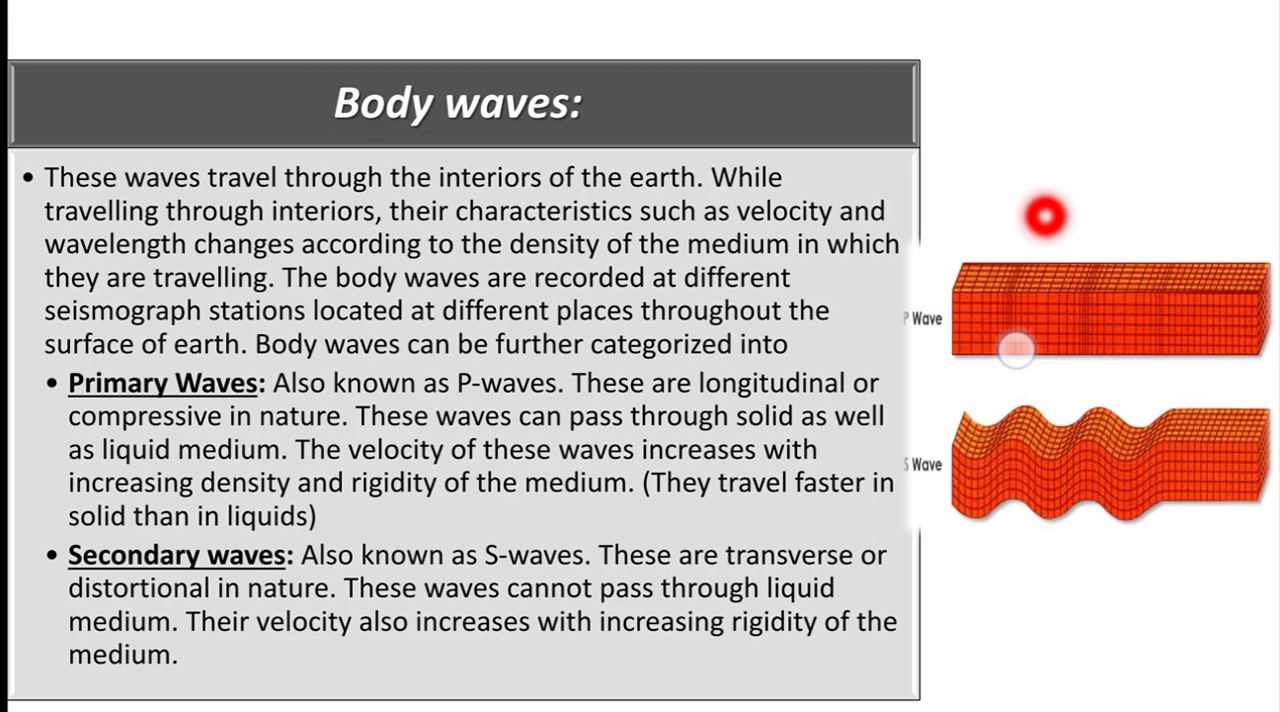 Body waves:
• These waves travel through the interiors of the earth. While
travelling through interiors, their characteristics such as velocity and
wavelength changes according to the density of the medium in which
they are travelling. The body waves are recorded at different
seismograph stations located at different places throughout the
surface of earth. Body waves can be further categorized into
• Primary Waves: Also known as P-waves. These are longitudinal or
compressive in nature. These waves can pass through solid as well
as liquid medium. The velocity of these waves increases with
increasing density and rigidity of the medium. (They travel faster in
solid than in liquids)
• Secondary waves: Also known as S-waves. These are transverse or
distortional in nature. These waves cannot pass through liquid
medium. Their velocity also increases with increasing rigidity of the
medium.
P Wave
S Wave